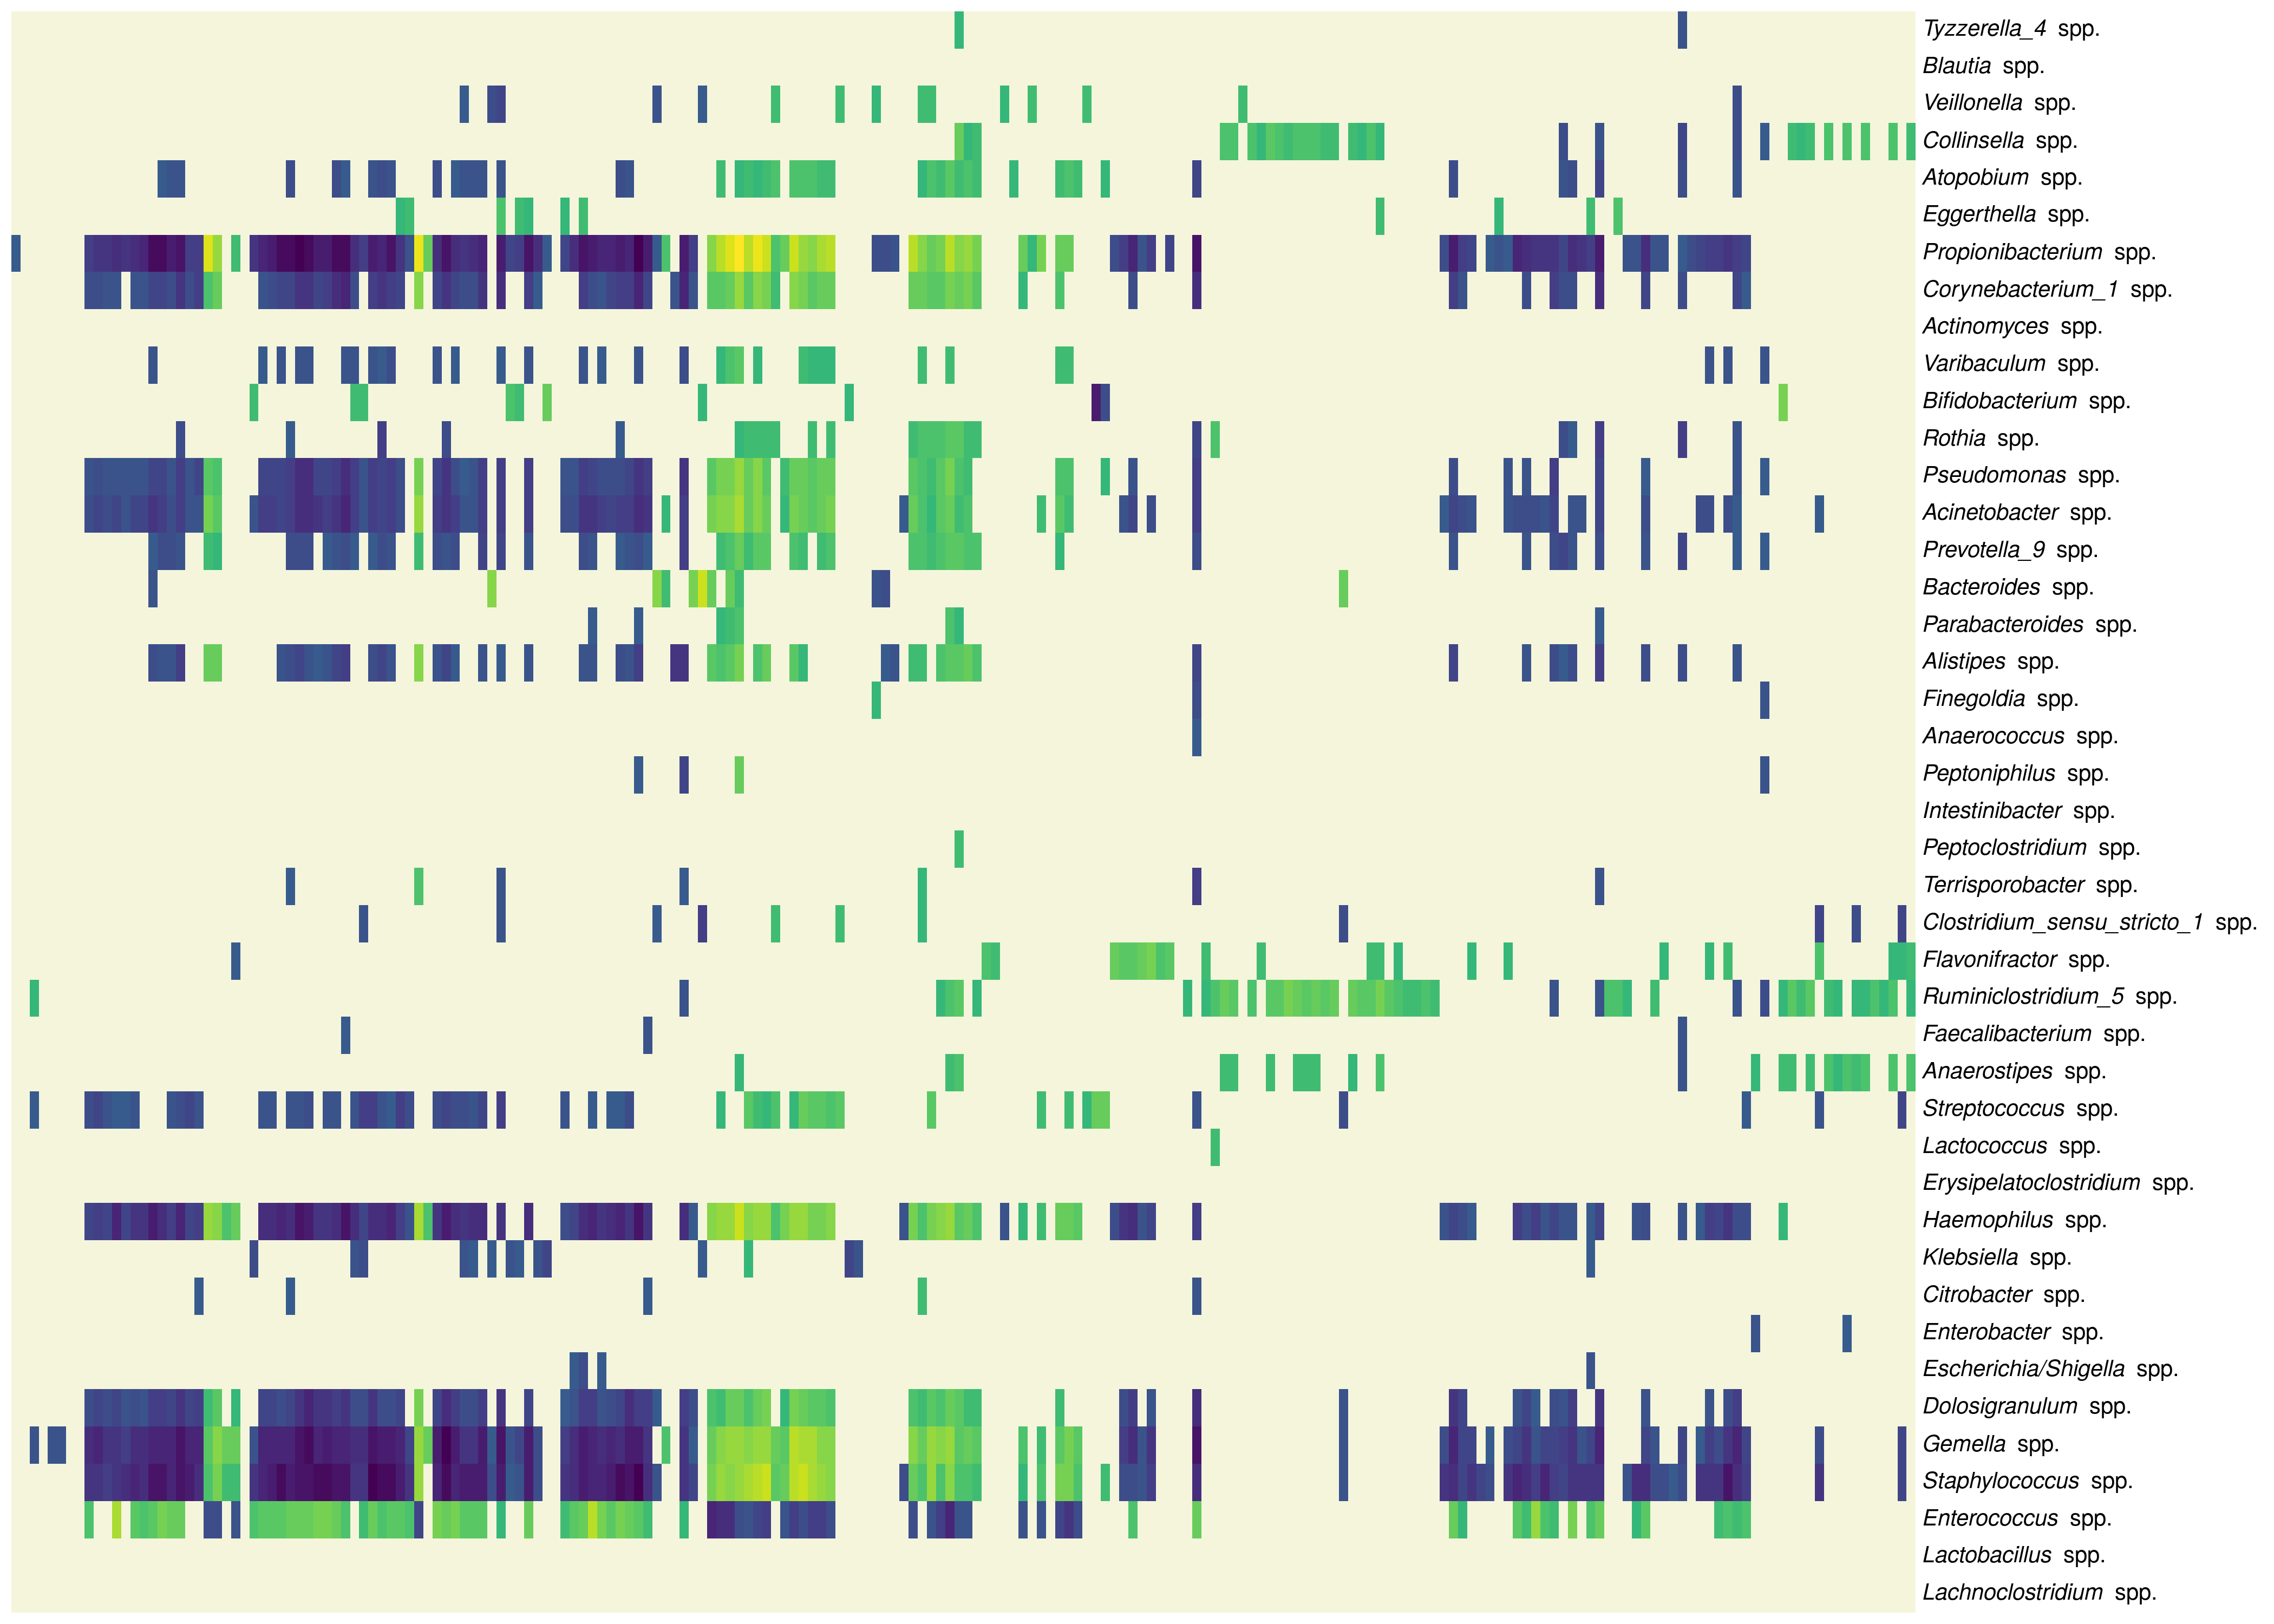 Tyzzerella_4 spp.
Blautia spp.
Veillonella spp.
Collinsella spp.
Atopobium spp.
Eggerthella spp.
Propionibacterium spp.
Corynebacterium_1 spp.
Actinomyces spp.
Varibaculum spp.
Bifidobacterium spp.
Rothia spp.
Pseudomonas spp.
Acinetobacter spp.
Prevotella_9 spp.
Bacteroides spp.
Parabacteroides spp.
Alistipes spp.
Finegoldia spp.
Anaerococcus spp.
Peptoniphilus spp.
Intestinibacter spp.
Peptoclostridium spp.
Terrisporobacter spp.
Clostridium_sensu_stricto_1 spp.
Flavonifractor spp.
Ruminiclostridium_5 spp.
Faecalibacterium spp.
Anaerostipes spp.
Streptococcus spp.
Lactococcus spp.
Erysipelatoclostridium spp.
Haemophilus spp.
Klebsiella spp.
Citrobacter spp.
Enterobacter spp.
Escherichia/Shigella spp.
Dolosigranulum spp.
Gemella spp.
Staphylococcus spp.
Enterococcus spp.
Lactobacillus spp.
Lachnoclostridium spp.